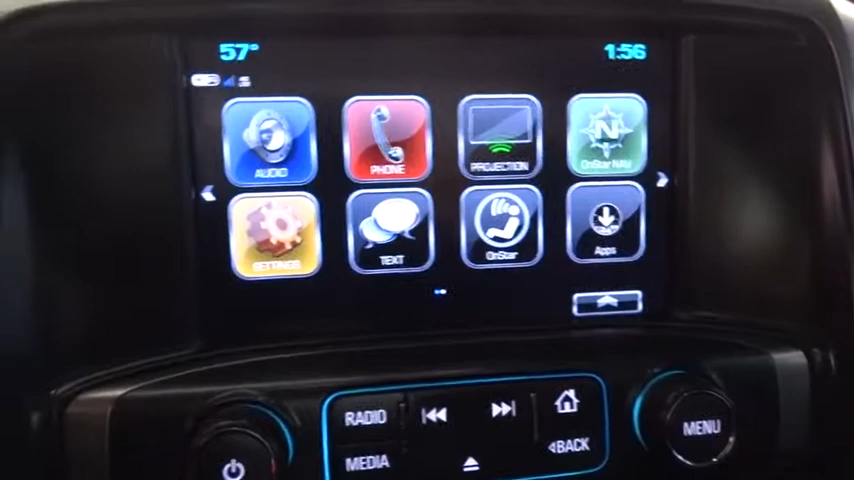 57°
1:56
AUDIO
PHONE
PROJECTION
N
OnStar NAV
SETTINGS
TEXT
OnStar
Apps
RADIO
MEDIA
BACK
MENU